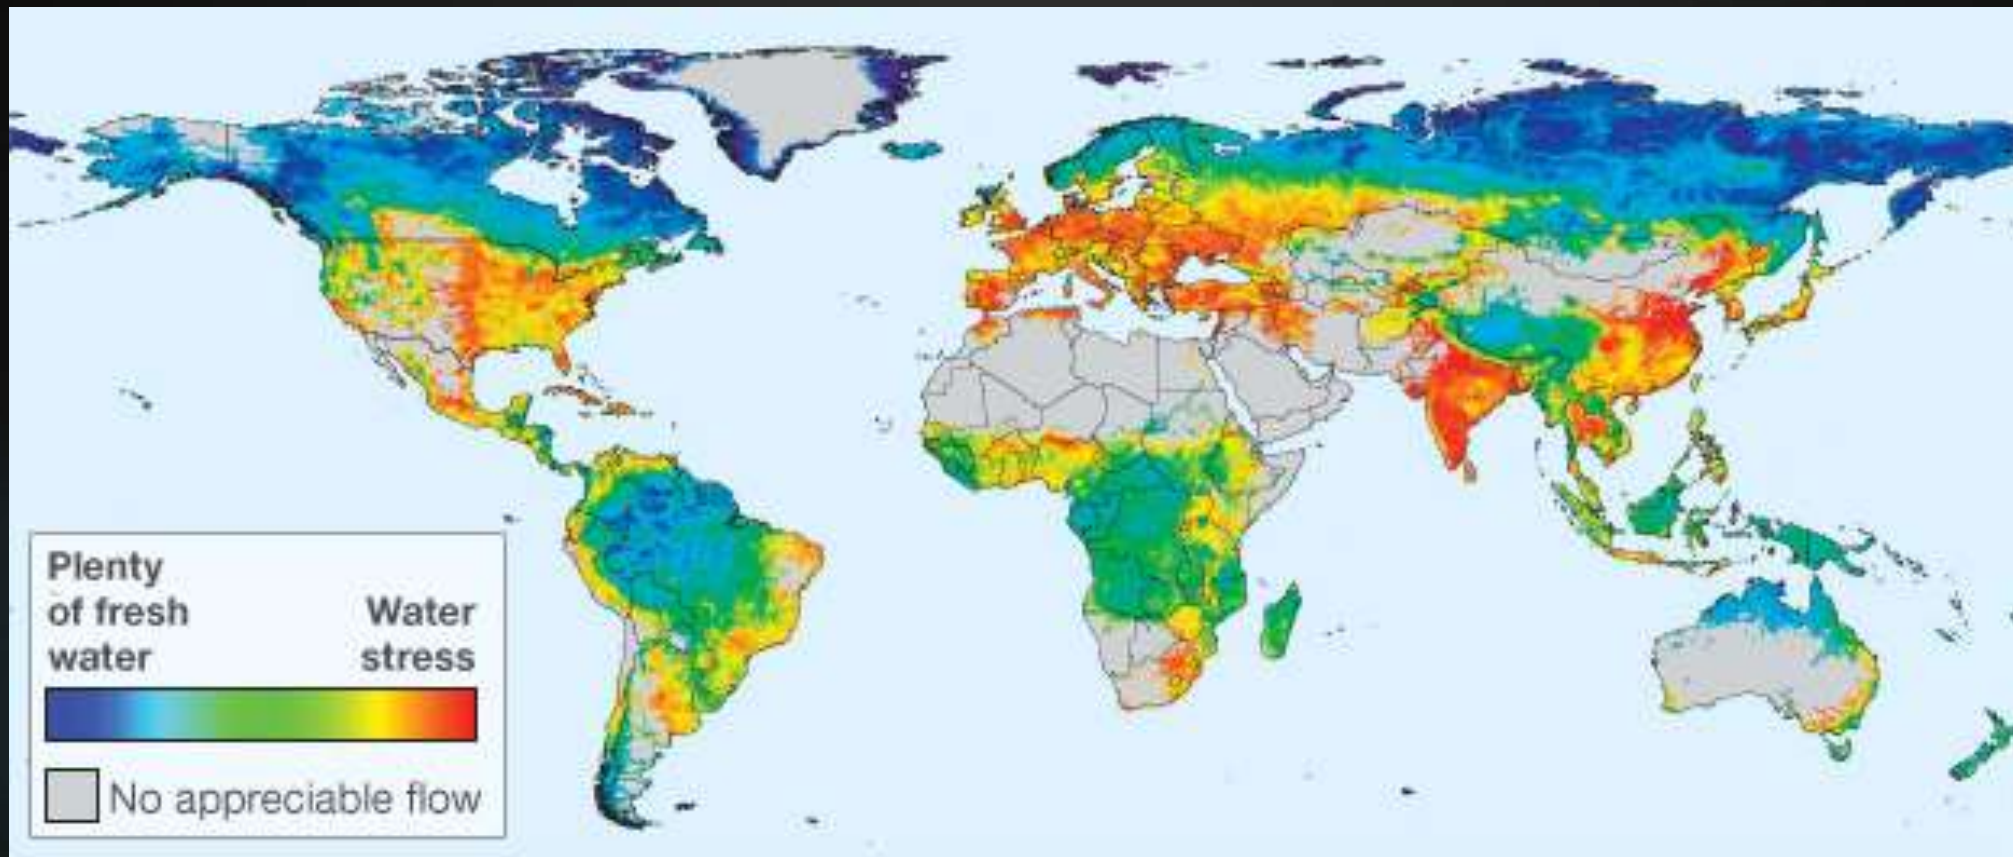 Plenty
of fresh
water
Water
stress
No appreciable flow